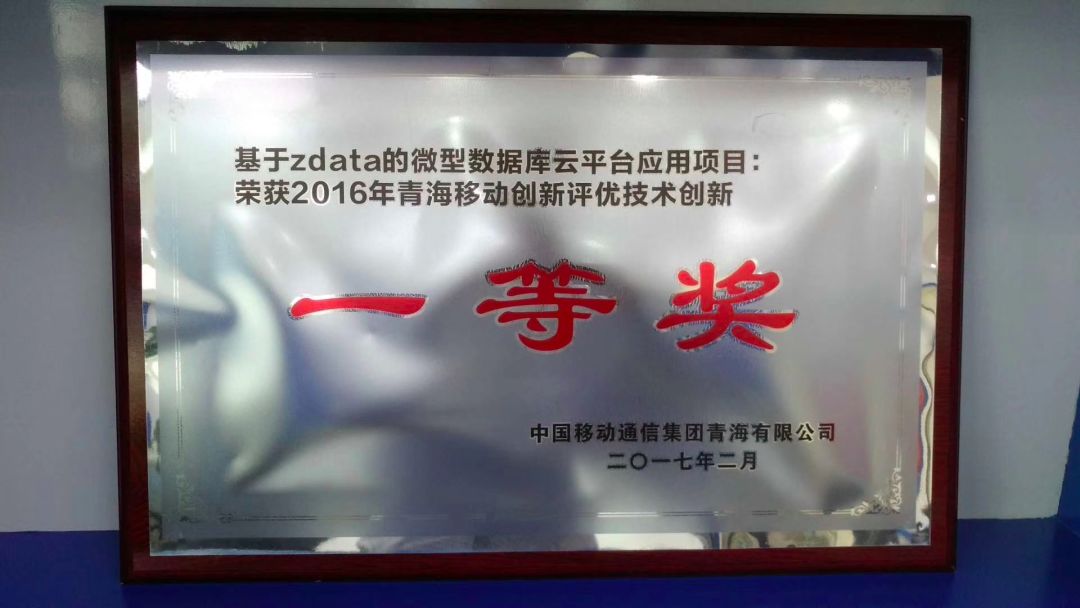 基于zdata的微型数据库云平台应用项目：
荣获2016年青海移动创新评优技术创新
一等奖
中国移动通信集团青海有限公司
二〇一七年二月